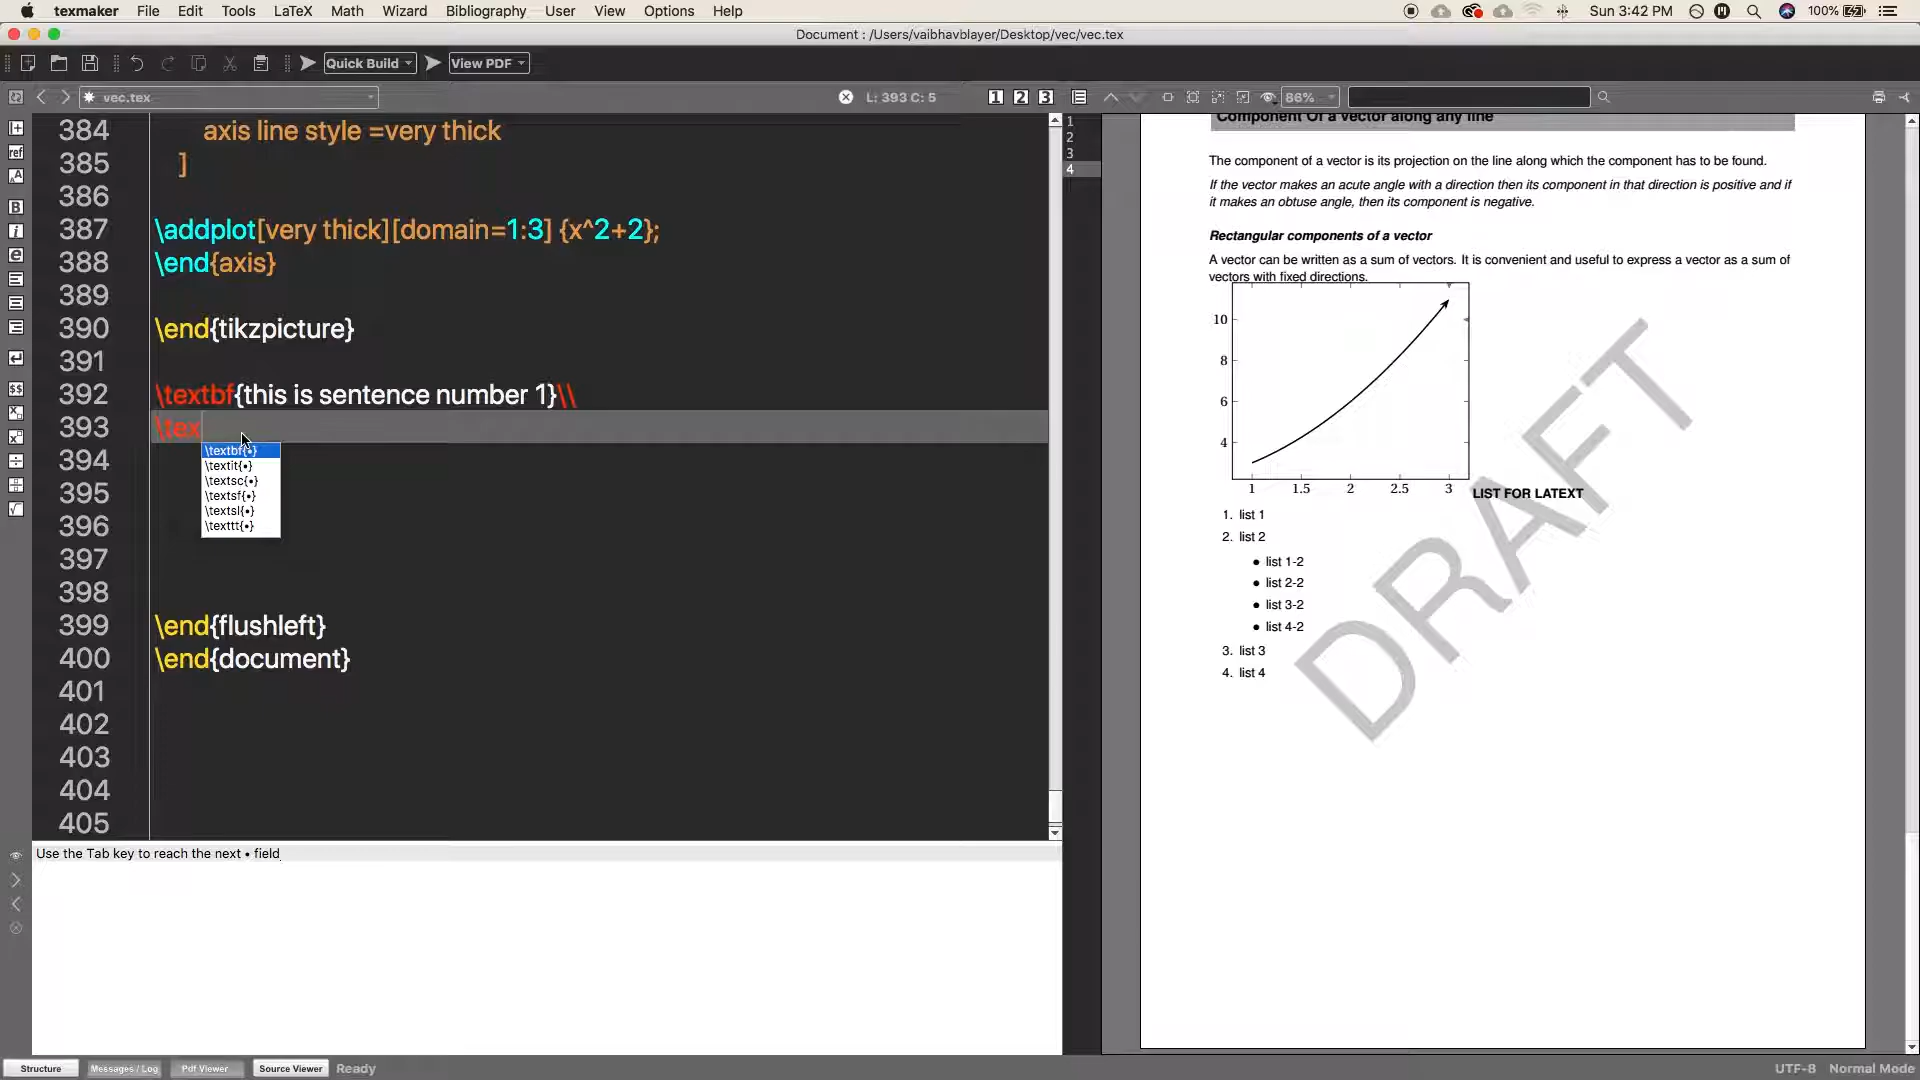 texmaker File Edit Tools LaTeX Math Wizard Bibliography User View Options Help Sun 3:42 PM 100%
Document : /Users/vaibhavblayer/Desktop/vec/vec.tex
Quick Build View PDF
vec.tex L: 393 C: 5 1 2 3 86%
384 axis line style =very thick
385 ]
386
387 \addplot[very thick][domain=1:3] {x^2+2};
388 \end{axis}
389
390 \end{tikzpicture}
391
392 \textbf{this is sentence number 1}\\
393 \tex
\textbf{•}
\textit{•}
\textsc{•}
\textsf{•}
\textsl{•}
\texttt{•}
394
395
396
397
398
399 \end{flushleft}
400 \end{document}
401
402
403
404
405
Use the Tab key to reach the next • field
1
2
3
4
Component Of a vector along any line
The component of a vector is its projection on the line along which the component has to be found.
If the vector makes an acute angle with a direction then its component in that direction is positive and if
it makes an obtuse angle, then its component is negative.
Rectangular components of a vector
A vector can be written as a sum of vectors. It is convenient and useful to express a vector as a sum of
vectors with fixed directions.
10
8
6
4
1 1.5 2 2.5 3 LIST FOR LATEXT
1. list 1
2. list 2
• list 1-2
• list 2-2
• list 3-2
• list 4-2
3. list 3
4. list 4
DRAFT
Structure Messages / Log Pdf Viewer Source Viewer Ready UTF-8 Normal Mode